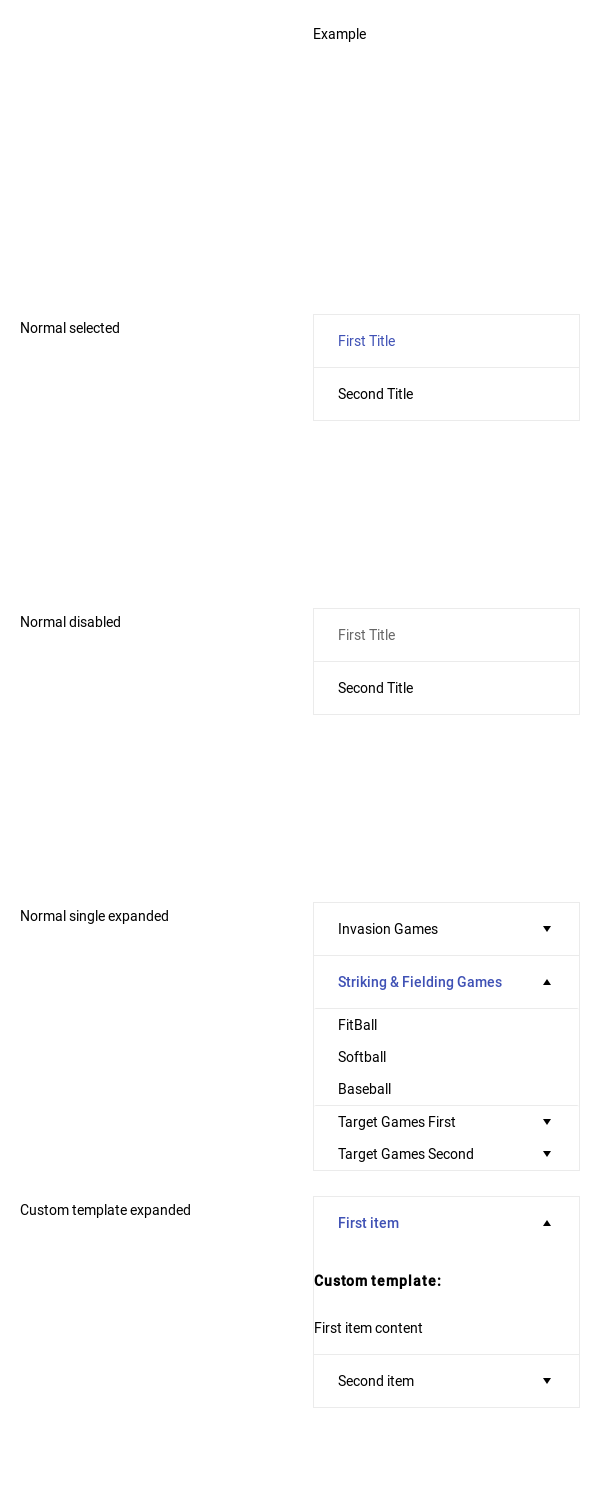 Example
Normal selected
First Title
Second Title
Normal disabled
First Title
Second Title
Normal single expanded
Invasion Games
Striking & Fielding Games
FitBall
Softball
Baseball
Target Games First
Target Games Second
Custom template expanded
First item
Custom template:
First item content
Second item